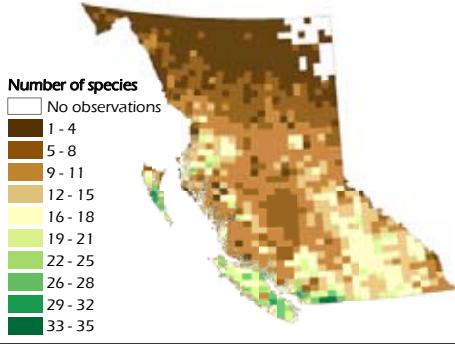 Number of species
No observations
1 - 4
5 - 8
9 - 11
12 - 15
16 - 18
19 - 21
22 - 25
26 - 28
29 - 32
33 - 35